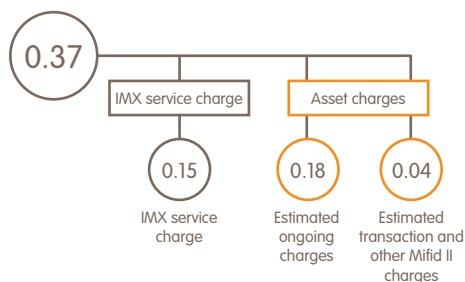 0.37
IMX service charge
Asset charges
0.15
0.18
0.04
IMX service
charge
Estimated
ongoing
charges
Estimated
transaction and
other Mifid II
charges